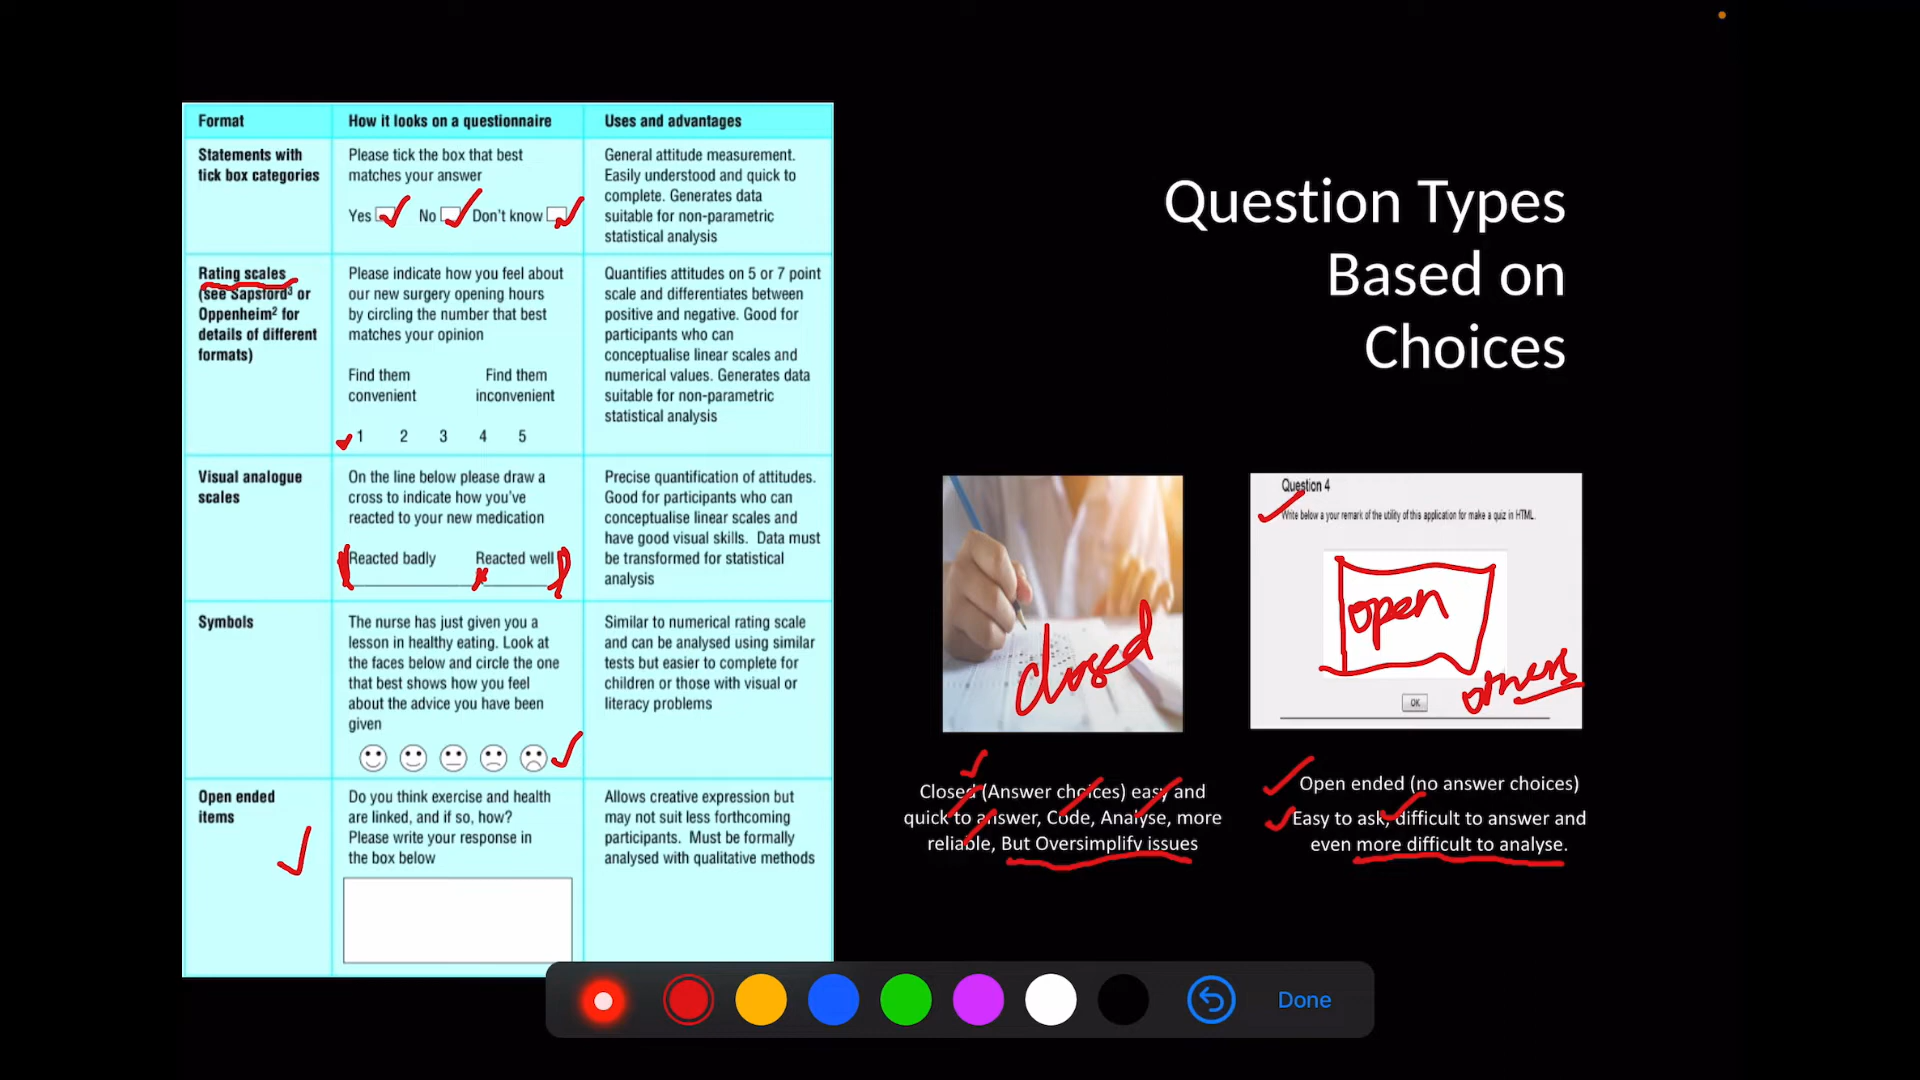 Format
How it looks on a questionnaire
Uses and advantages
Statements with
tick box categories
Please tick the box that best
matches your answer
Yes No Don't know
General attitude measurement.
Easily understood and quick to
complete. Generates data
suitable for non-parametric
statistical analysis
Rating scales
(see Sapsford³ or
Oppenheim² for
details of different
formats)
Please indicate how you feel about
our new surgery opening hours
by circling the number that best
matches your opinion
Find them Find them
convenient inconvenient
1 2 3 4 5
Quantifies attitudes on 5 or 7 point
scale and differentiates between
positive and negative. Good for
participants who can
conceptualise linear scales and
numerical values. Generates data
suitable for non-parametric
statistical analysis
Visual analogue
scales
On the line below please draw a
cross to indicate how you've
reacted to your new medication
Reacted badly Reacted well
Precise quantification of attitudes.
Good for participants who can
conceptualise linear scales and
have good visual skills. Data must
be transformed for statistical
analysis
Symbols
The nurse has just given you a
lesson in healthy eating. Look at
the faces below and circle the one
that best shows how you feel
about the advice you have been
given
Similar to numerical rating scale
and can be analysed using similar
tests but easier to complete for
children or those with visual or
literacy problems
Open ended
items
Do you think exercise and health
are linked, and if so, how?
Please write your response in
the box below
Allows creative expression but
may not suit less forthcoming
participants. Must be formally
analysed with qualitative methods
Question Types
Based on
Choices
closed
Question 4
Write below a your remark of the utility of this application for make a quiz in HTML.
open
others
OK
Closed (Answer choices) easy and
quick to answer, Code, Analyse, more
reliable, But Oversimplify issues
Open ended (no answer choices)
Easy to ask, difficult to answer and
even more difficult to analyse.
Done